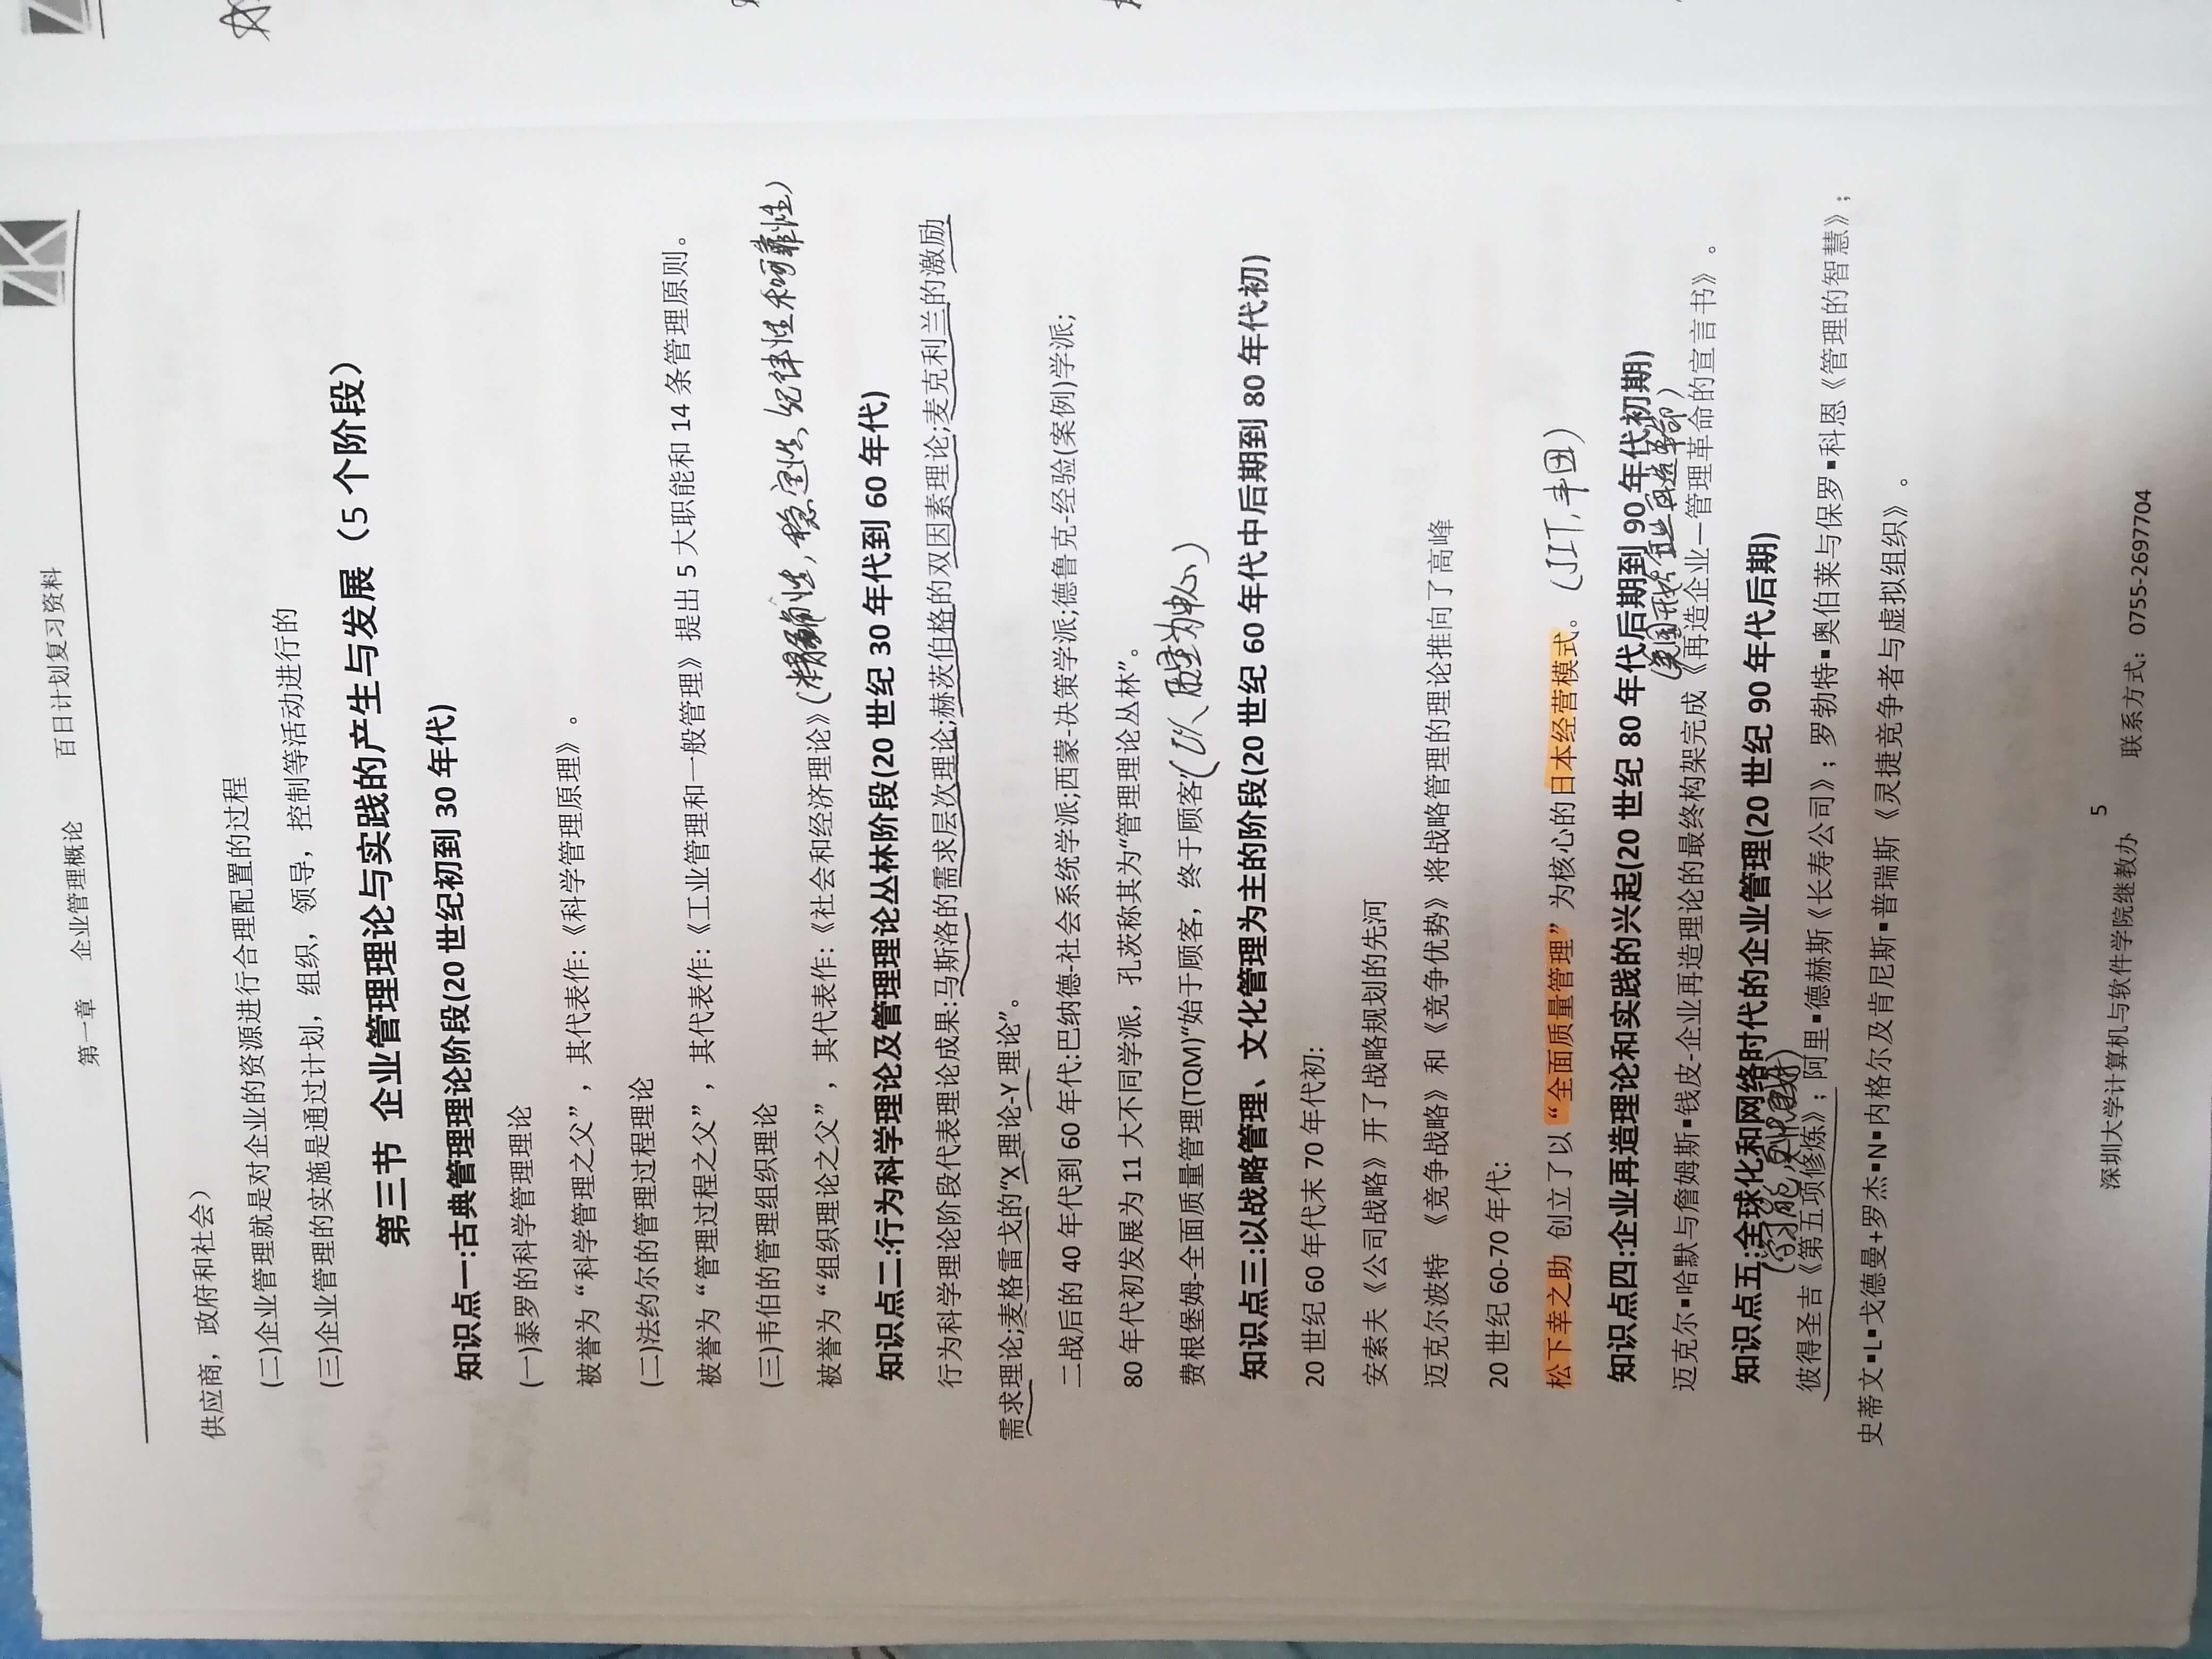 第一章 企业管理概论 百日计划复习资料
供应商，政府和社会）
(二)企业管理就是对企业的资源进行合理配置的过程
(三)企业管理的实施是通过计划，组织，领导，控制等活动进行的
第三节 企业管理理论与实践的产生与发展（5 个阶段）
知识点一:古典管理理论阶段(20 世纪初到 30 年代)
(一)泰罗的科学管理理论
被誉为“科学管理之父”，其代表作:《科学管理原理》。
(二)法约尔的管理过程理论
被誉为“管理过程之父”，其代表作:《工业管理和一般管理》提出 5 大职能和 14 条管理原则。
(三)韦伯的管理组织理论
被誉为“组织理论之父”，其代表作:《社会和经济理论》(精确性，稳定性、纪律性和可靠性)
知识点二:行为科学理论及管理理论丛林阶段(20 世纪 30 年代到 60 年代)
行为科学理论阶段代表理论成果:马斯洛的需求层次理论;赫茨伯格的双因素理论;麦克利兰的激励
需求理论;麦格雷戈的“X 理论-Y 理论”。
二战后的 40 年代到 60 年代:巴纳德-社会系统学派;西蒙-决策学派;德鲁克-经验(案例)学派;
80 年代初发展为 11 大不同学派，孔茨称其为“管理理论丛林”。
费根堡姆-全面质量管理(TQM)“始于顾客，终于顾客”(以质量为中心)
知识点三:以战略管理、文化管理为主的阶段(20 世纪 60 年代中后期到 80 年代初)
20 世纪 60 年代末 70 年代初:
安索夫《公司战略》开了战略规划的先河
迈克尔波特 《竞争战略》和《竞争优势》将战略管理的理论推向了高峰
20 世纪 60-70 年代:
松下幸之助 创立了以“全面质量管理”为核心的日本经营模式。(JIT,丰田)
知识点四:企业再造理论和实践的兴起(20 世纪 80 年代后期到 90 年代初期)
(美国 企业再造革命)
迈克尔▪哈默与詹姆斯▪钱皮-企业再造理论的最终构架完成 《再造企业－管理革命的宣言书》。
知识点五:全球化和网络时代的企业管理(20 世纪 90 年代后期)
彼得圣吉《第五项修炼》；阿里▪德赫斯《长寿公司》；罗勃特▪奥伯莱与保罗▪科恩《管理的智慧》；
史蒂文▪L▪戈德曼+罗杰▪N▪内格尔及肯尼斯▪普瑞斯《灵捷竞争者与虚拟组织》。
5
深圳大学计算机与软件学院继教办 联系方式：0755-2697704